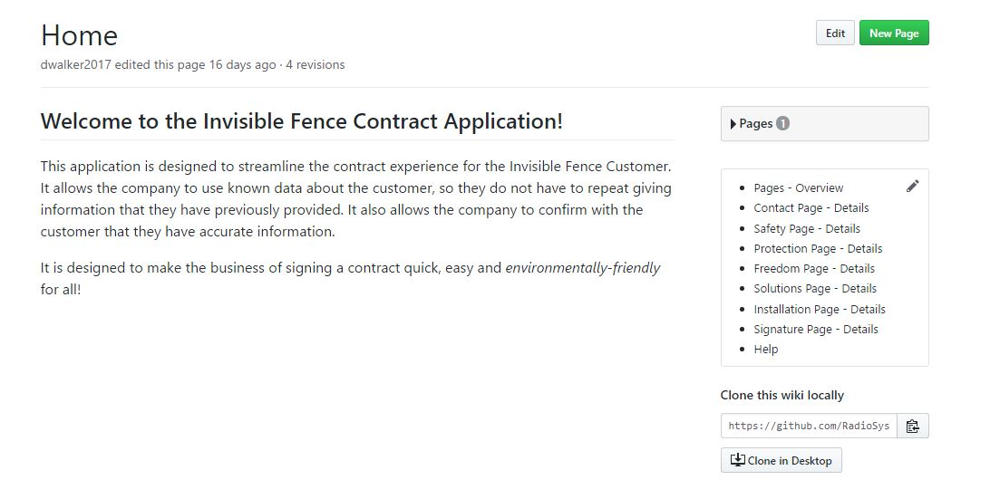 Home
Edit
New Page
dwalker2017 edited this page 16 days ago · 4 revisions
Welcome to the Invisible Fence Contract Application!
This application is designed to streamline the contract experience for the Invisible Fence Customer.
It allows the company to use known data about the customer, so they do not have to repeat giving
information that they have previously provided. It also allows the company to confirm with the
customer that they have accurate information.
It is designed to make the business of signing a contract quick, easy and environmentally-friendly
for all!
Pages 1
Pages - Overview
Contact Page - Details
Safety Page - Details
Protection Page - Details
Freedom Page - Details
Solutions Page - Details
Installation Page - Details
Signature Page - Details
Help
Clone this wiki locally
https://github.com/RadioSys
Clone in Desktop